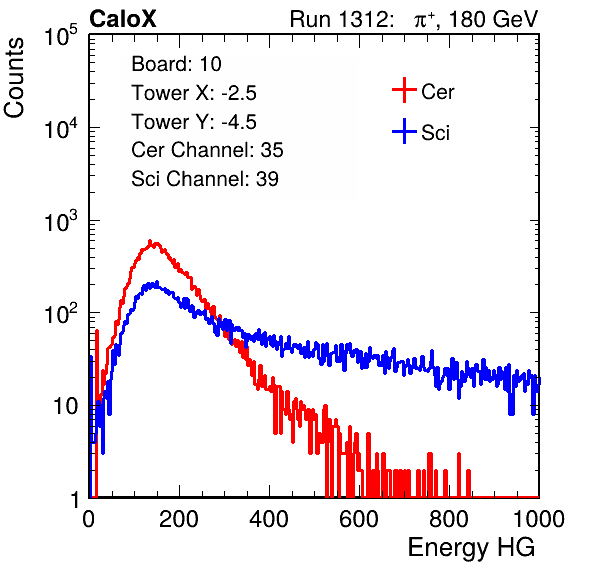 CaloX Run 1312: π⁺, 180 GeV
Counts
Board: 10
Tower X: -2.5
Tower Y: -4.5
Cer Channel: 35
Sci Channel: 39
Cer
Sci
10⁵
10⁴
10³
10²
10
1
0 200 400 600 800 1000
Energy HG